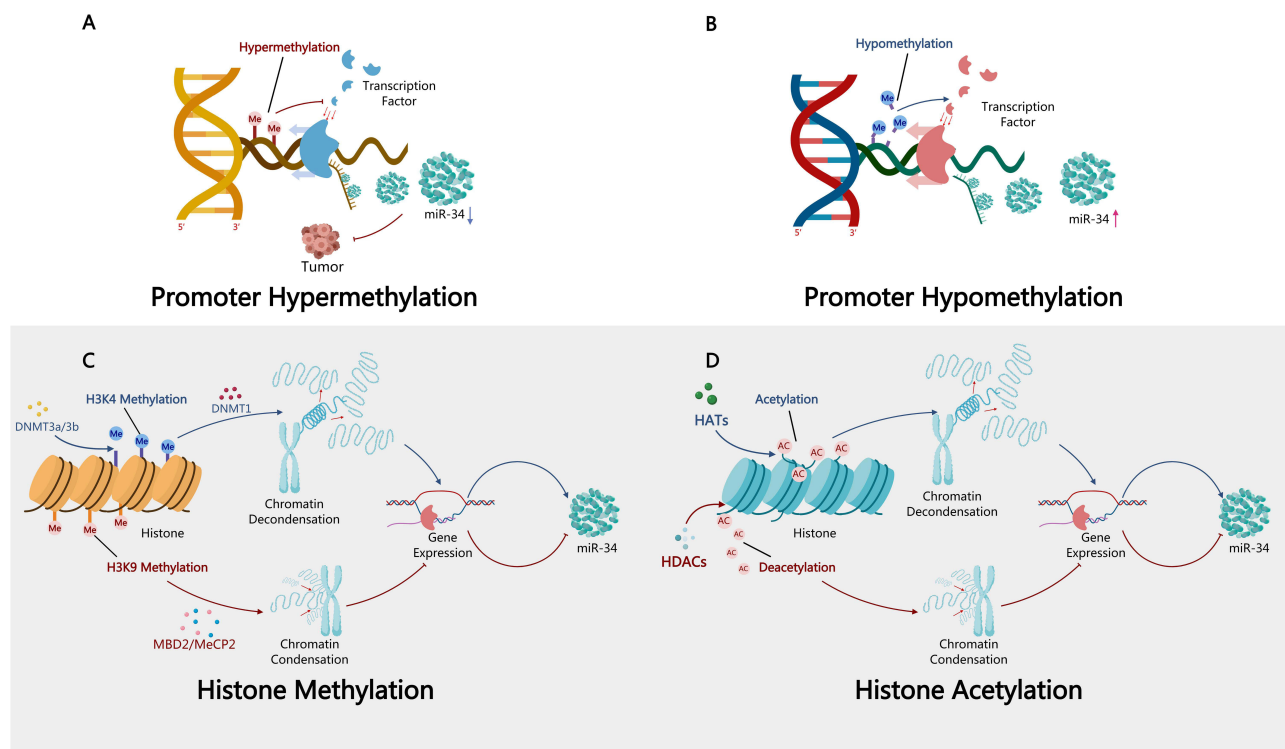 A
Hypermethylation
Transcription
Factor
Me
Me
miR-34
5'
3'
Tumor
Promoter Hypermethylation
B
Hypomethylation
Me
Me
Me
Transcription
Factor
miR-34
5'
3'
Promoter Hypomethylation
C
H3K4 Methylation
DNMT1
DNMT3a/3b
Me
Me
Me
Chromatin
Decondensation
Me
Me
Me
Histone
H3K9 Methylation
Gene
Expression
miR-34
MBD2/MeCP2
Chromatin
Condensation
Histone Methylation
D
Acetylation
HATs
AC
AC
AC
AC
Chromatin
Decondensation
AC
AC
AC
Histone
HDACs
Deacetylation
Gene
Expression
miR-34
Chromatin
Condensation
Histone Acetylation